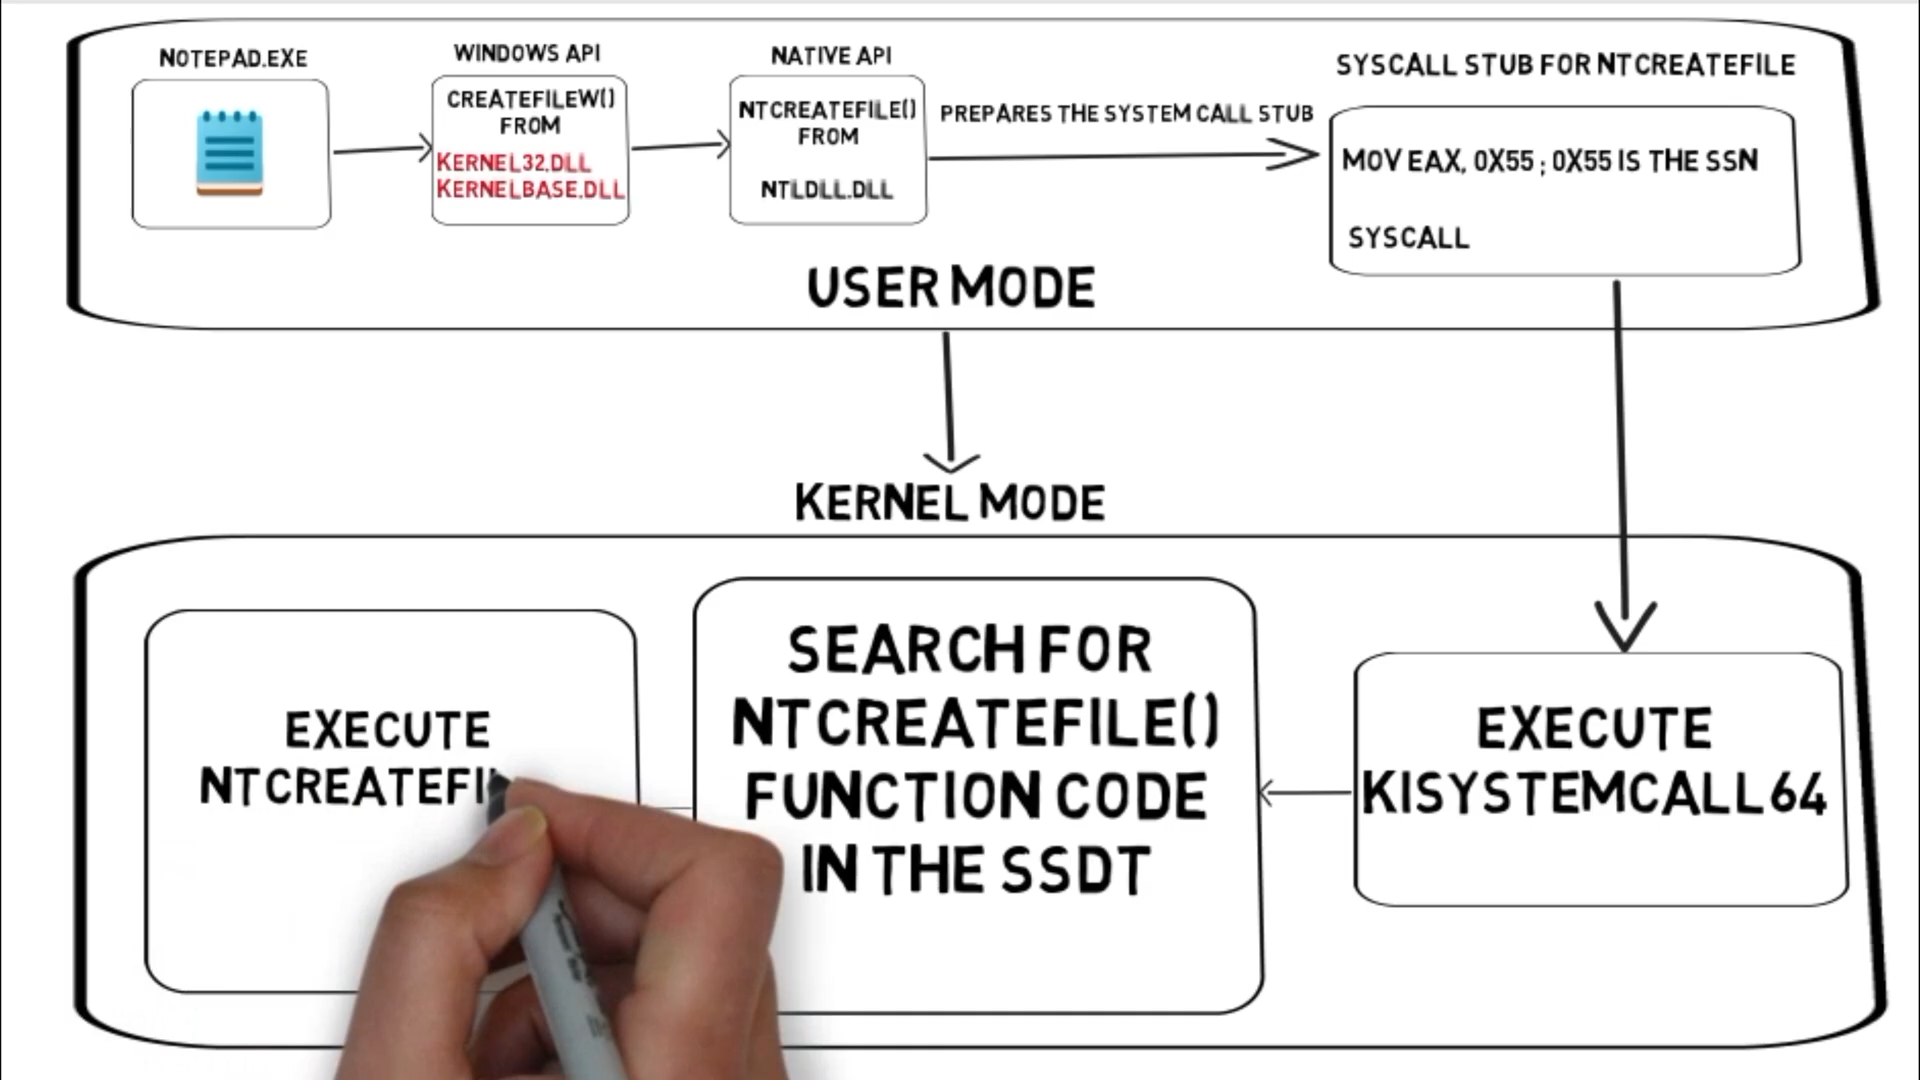 NOTEPAD.EXE
WINDOWS API
CREATEFILEW()
FROM
KERNEL32.DLL
KERNELBASE.DLL
NATIVE API
NTCREATEFILE()
FROM
NTLDLL.DLL
PREPARES THE SYSTEM CALL STUB
SYSCALL STUB FOR NTCREATEFILE
MOV EAX, 0X55 ; 0X55 IS THE SSN
SYSCALL
USER MODE
KERNEL MODE
EXECUTE
KISYSTEMCALL64
SEARCH FOR
NTCREATEFILE()
FUNCTION CODE
IN THE SSDT
EXECUTE
NTCREATEFI